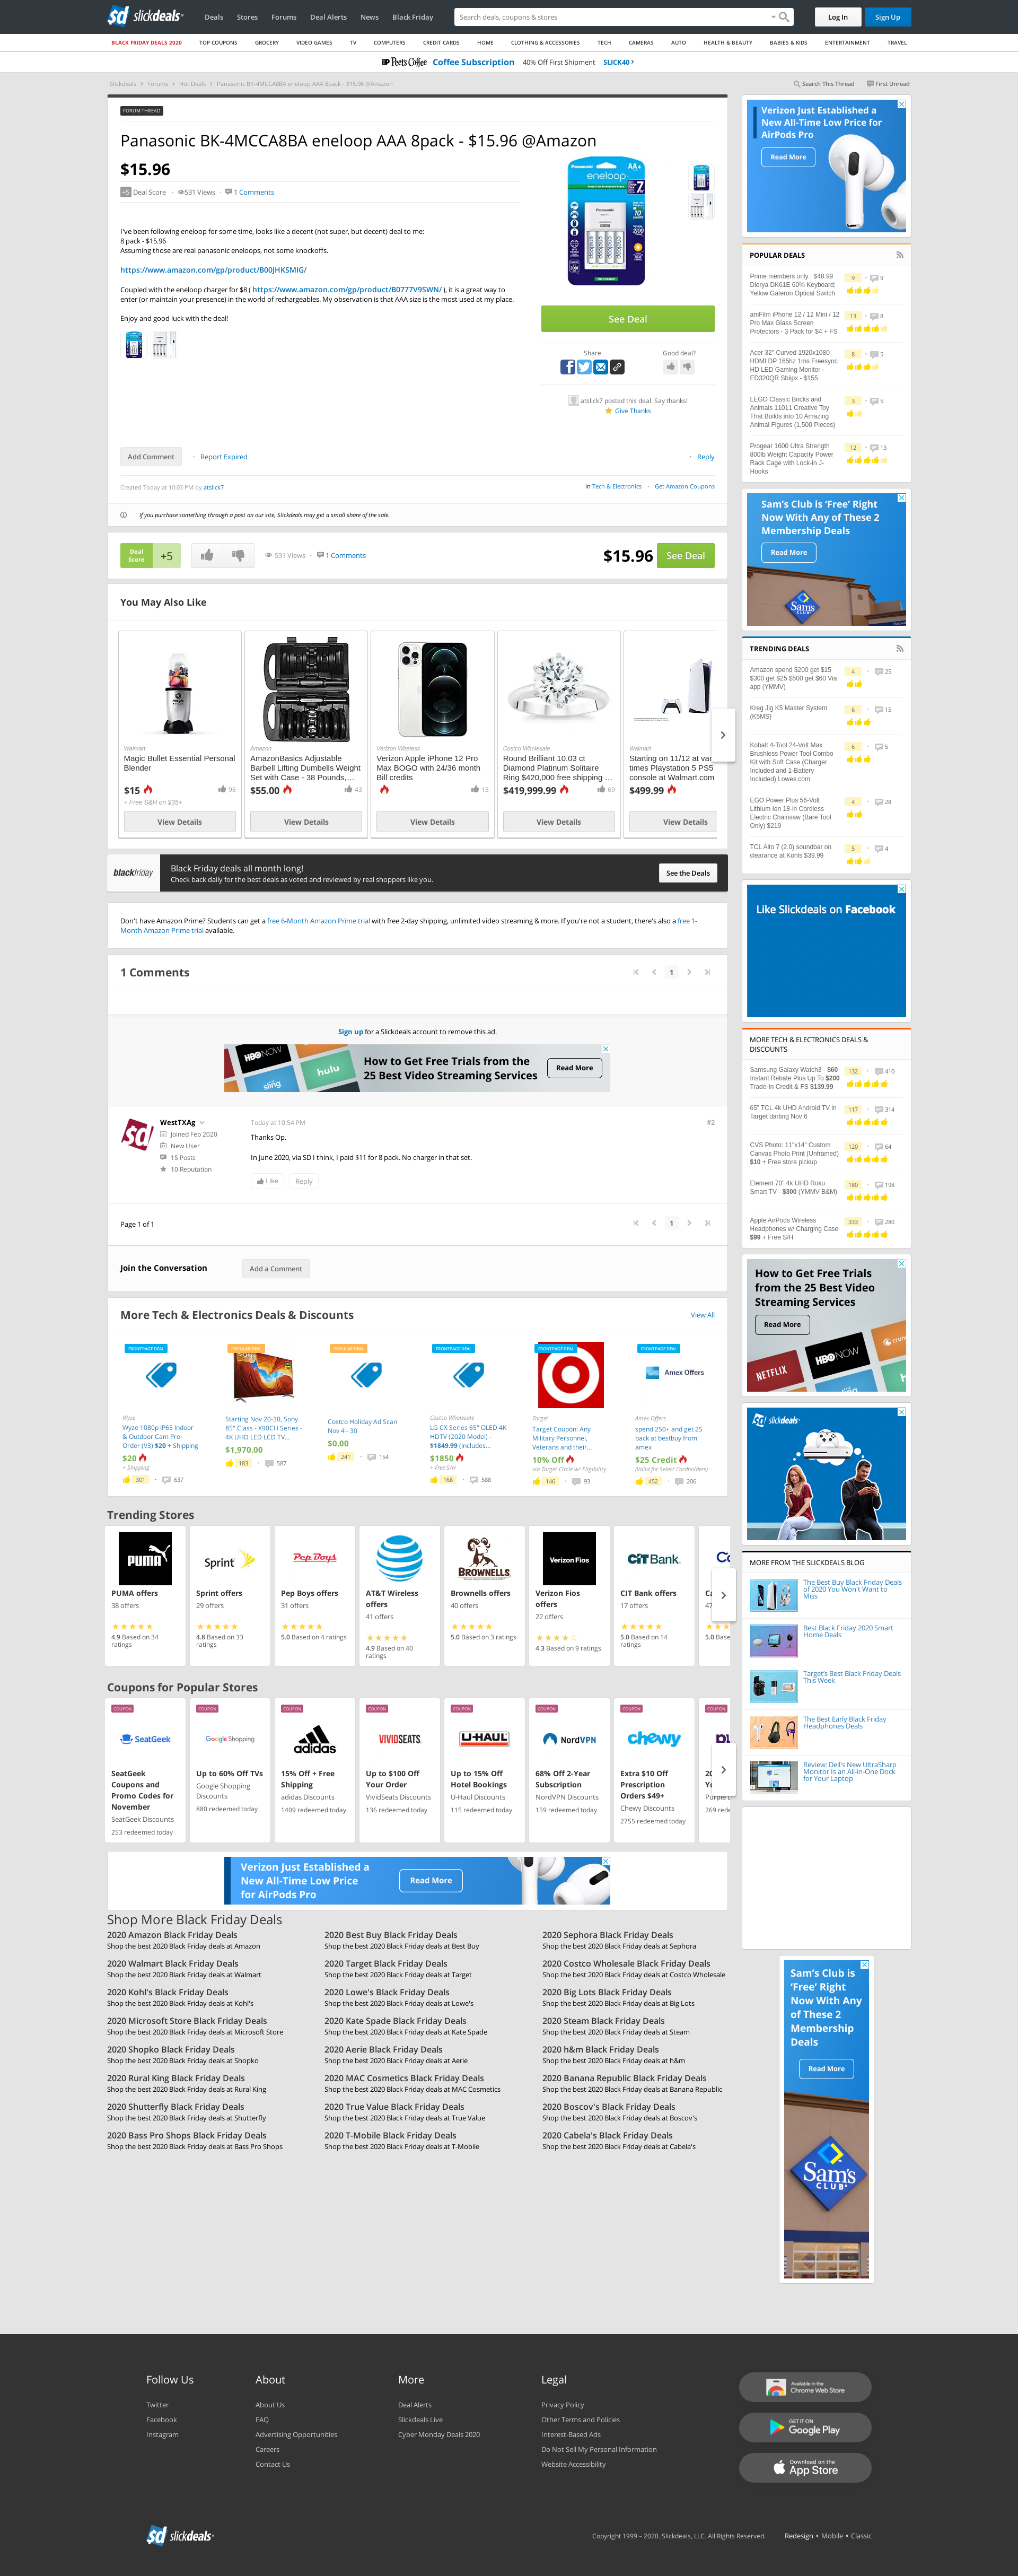 slickdeals
Deals Stores Forums Deal Alerts News Black Friday
Search deals, coupons & stores
Log In Sign Up
BLACK FRIDAY DEALS 2020 TOP COUPONS GROCERY VIDEO GAMES TV COMPUTERS CREDIT CARDS HOME CLOTHING & ACCESSORIES TECH CAMERAS AUTO HEALTH & BEAUTY BABIES & KIDS ENTERTAINMENT TRAVEL
Peet's Coffee Coffee Subscription 40% Off First Shipment SLICK40 ›
Slickdeals › Forums › Hot Deals › Panasonic BK-4MCCA8BA eneloop AAA 8pack - $15.96 @Amazon
Search This Thread First Unread
FORUM THREAD
Panasonic BK-4MCCA8BA eneloop AAA 8pack - $15.96 @Amazon
$15.96
+5 Deal Score · 531 Views · 1 Comments
I've been following eneloop for some time, looks like a decent (not super, but decent) deal to me:
8 pack - $15.96
Assuming those are real panasonic eneloops, not some knockoffs.
https://www.amazon.com/gp/product/B00JHKSMIG/
Coupled with the eneloop charger for $8 ( https://www.amazon.com/gp/product/B0777V9SWN/ ), it is a great way to
enter (or maintain your presence) in the world of rechargeables. My observation is that AAA size is the most used at my place.
Enjoy and good luck with the deal!
See Deal
Share Good deal?
atslick7 posted this deal. Say thanks!
Give Thanks
Add Comment · Report Expired · Reply
Created Today at 10:03 PM by atslick7
in Tech & Electronics · Get Amazon Coupons
If you purchase something through a post on our site, Slickdeals may get a small share of the sale.
Deal Score +5
531 Views · 1 Comments
$15.96 See Deal
You May Also Like
Walmart
Magic Bullet Essential Personal
Blender
$15 96
+ Free S&H on $35+
View Details
Amazon
AmazonBasics Adjustable
Barbell Lifting Dumbells Weight
Set with Case - 38 Pounds,...
$55.00 43
View Details
Verizon Wireless
Verizon Apple iPhone 12 Pro
Max BOGO with 24/36 month
Bill credits
13
View Details
Costco Wholesale
Round Brilliant 10.03 ct
Diamond Platinum Solitaire
Ring $420,000 free shipping ...
$419,999.99 69
View Details
Walmart
Starting on 11/12 at var
times Playstation 5 PS5
console at Walmart.com
$499.99
View Details
blackfriday
Black Friday deals all month long!
Check back daily for the best deals as voted and reviewed by real shoppers like you.
See the Deals
Don't have Amazon Prime? Students can get a free 6-Month Amazon Prime trial with free 2-day shipping, unlimited video streaming & more. If you're not a student, there's also a free 1-
Month Amazon Prime trial available.
1 Comments
1
Sign up for a Slickdeals account to remove this ad.
HBO NOW
sling
hulu
How to Get Free Trials from the
25 Best Video Streaming Services
Read More
WestTXAg
Joined Feb 2020
New User
15 Posts
10 Reputation
Today at 10:54 PM
#2
Thanks Op.
In June 2020, via SD I think, I paid $11 for 8 pack. No charger in that set.
Like Reply
Page 1 of 1
1
Join the Conversation Add a Comment
More Tech & Electronics Deals & Discounts
View All
FRONTPAGE DEAL
Wyze
Wyze 1080p IP65 Indoor
& Outdoor Cam Pre-
Order (V3) $20 + Shipping
$20
+ Shipping
301 · 637
POPULAR DEAL
Starting Nov 20-30, Sony
85" Class - X90CH Series -
4K UHD LED LCD TV...
$1,970.00
183 · 587
POPULAR DEAL
Costco Holiday Ad Scan
Nov 4 - 30
$0.00
241 · 154
FRONTPAGE DEAL
Costco Wholesale
LG CX Series 65" OLED 4K
HDTV (2020 Model) -
$1849.99 (Includes...
$1850
+ Free S/H
168 · 588
FRONTPAGE DEAL
Target
Target Coupon: Any
Military Personnel,
Veterans and their...
10% Off
via Target Circle w/ Eligibility
146 · 93
FRONTPAGE DEAL
Amex Offers
Amex Offers
spend 250+ and get 25
back at bestbuy from
amex
$25 Credit
(Valid for Select Cardholders)
452 · 206
Trending Stores
PUMA
PUMA offers
38 offers
4.9 Based on 34
ratings
Sprint
Sprint offers
29 offers
4.8 Based on 33
ratings
Pep Boys
Pep Boys offers
31 offers
5.0 Based on 4 ratings
AT&T Wireless
offers
41 offers
4.9 Based on 40
ratings
BROWNELLS
Brownells offers
40 offers
5.0 Based on 3 ratings
Verizon Fios
Verizon Fios
offers
22 offers
4.3 Based on 9 ratings
CIT BANK
CIT Bank offers
17 offers
5.0 Based on 14
ratings
Coupons for Popular Stores
COUPON
SeatGeek
SeatGeek
Coupons and
Promo Codes for
November
SeatGeek Discounts
253 redeemed today
COUPON
Google Shopping
Up to 60% Off TVs
Google Shopping
Discounts
880 redeemed today
COUPON
adidas
15% Off + Free
Shipping
adidas Discounts
1409 redeemed today
COUPON
VIVIDSEATS
Up to $100 Off
Your Order
VividSeats Discounts
136 redeemed today
COUPON
U-HAUL
Up to 15% Off
Hotel Bookings
U-Haul Discounts
115 redeemed today
COUPON
NordVPN
68% Off 2-Year
Subscription
NordVPN Discounts
159 redeemed today
COUPON
chewy
Extra $10 Off
Prescription
Orders $49+
Chewy Discounts
2755 redeemed today
COUPON
Verizon Just Established a
New All-Time Low Price
for AirPods Pro
Read More
Shop More Black Friday Deals
2020 Amazon Black Friday Deals
Shop the best 2020 Black Friday deals at Amazon
2020 Best Buy Black Friday Deals
Shop the best 2020 Black Friday deals at Best Buy
2020 Sephora Black Friday Deals
Shop the best 2020 Black Friday deals at Sephora
2020 Walmart Black Friday Deals
Shop the best 2020 Black Friday deals at Walmart
2020 Target Black Friday Deals
Shop the best 2020 Black Friday deals at Target
2020 Costco Wholesale Black Friday Deals
Shop the best 2020 Black Friday deals at Costco Wholesale
2020 Kohl's Black Friday Deals
Shop the best 2020 Black Friday deals at Kohl's
2020 Lowe's Black Friday Deals
Shop the best 2020 Black Friday deals at Lowe's
2020 Big Lots Black Friday Deals
Shop the best 2020 Black Friday deals at Big Lots
2020 Microsoft Store Black Friday Deals
Shop the best 2020 Black Friday deals at Microsoft Store
2020 Kate Spade Black Friday Deals
Shop the best 2020 Black Friday deals at Kate Spade
2020 Steam Black Friday Deals
Shop the best 2020 Black Friday deals at Steam
2020 Shopko Black Friday Deals
Shop the best 2020 Black Friday deals at Shopko
2020 Aerie Black Friday Deals
Shop the best 2020 Black Friday deals at Aerie
2020 h&m Black Friday Deals
Shop the best 2020 Black Friday deals at h&m
2020 Rural King Black Friday Deals
Shop the best 2020 Black Friday deals at Rural King
2020 MAC Cosmetics Black Friday Deals
Shop the best 2020 Black Friday deals at MAC Cosmetics
2020 Banana Republic Black Friday Deals
Shop the best 2020 Black Friday deals at Banana Republic
2020 Shutterfly Black Friday Deals
Shop the best 2020 Black Friday deals at Shutterfly
2020 True Value Black Friday Deals
Shop the best 2020 Black Friday deals at True Value
2020 Boscov's Black Friday Deals
Shop the best 2020 Black Friday deals at Boscov's
2020 Bass Pro Shops Black Friday Deals
Shop the best 2020 Black Friday deals at Bass Pro Shops
2020 T-Mobile Black Friday Deals
Shop the best 2020 Black Friday deals at T-Mobile
2020 Cabela's Black Friday Deals
Shop the best 2020 Black Friday deals at Cabela's
Verizon Just Established a
New All-Time Low Price for
AirPods Pro
Read More
POPULAR DEALS
Prime members only : $48.99
Dierya DK61E 60% Keyboard;
Yellow Gateron Optical Switch
9 · 9
amFilm iPhone 12 / 12 Mini / 12
Pro Max Glass Screen
Protectors - 3 Pack for $4 + FS
13 · 8
Acer 32" Curved 1920x1080
HDMI DP 165hz 1ms Freesync
HD LED Gaming Monitor -
ED320QR Sbiipx - $155
8 · 5
LEGO Classic Bricks and
Animals 11011 Creative Toy
That Builds into 10 Amazing
Animal Figures (1,500 Pieces)
3 · 5
Progear 1600 Ultra Strength
800lb Weight Capacity Power
Rack Cage with Lock-in J-
Hooks
12 · 13
Sam's Club is 'Free' Right
Now With Any of These 2
Membership Deals
Read More
TRENDING DEALS
Amazon spend $200 get $15
$300 get $25 $500 get $60 Via
app (YMMV)
4 · 25
Kreg Jig K5 Master System
(K5MS)
6 · 15
Kobalt 4-Tool 24-Volt Max
Brushless Power Tool Combo
Kit with Soft Case (Charger
Included and 1-Battery
Included) Lowes.com
6 · 5
EGO Power Plus 56-Volt
Lithium Ion 18-in Cordless
Electric Chainsaw (Bare Tool
Only) $219
4 · 28
TCL Alto 7 (2.0) soundbar on
clearance at Kohls $39.99
5 · 4
Like Slickdeals on Facebook
MORE TECH & ELECTRONICS DEALS &
DISCOUNTS
Samsung Galaxy Watch3 - $60
Instant Rebate Plus Up To $200
Trade-In Credit & FS $139.99
132 · 410
65" TCL 4k UHD Android TV in
Target darting Nov 6
117 · 314
CVS Photo: 11"x14" Custom
Canvas Photo Print (Unframed)
$10 + Free store pickup
120 · 64
Element 70" 4k UHD Roku
Smart TV - $300 (YMMV B&M)
180 · 198
Apple AirPods Wireless
Headphones w/ Charging Case
$99 + Free S/H
333 · 280
How to Get Free Trials
from the 25 Best Video
Streaming Services
Read More
NETFLIX
HBO NOW
hulu
slickdeals
MORE FROM THE SLICKDEALS BLOG
The Best Buy Black Friday Deals
of 2020 You Won't Want to
Miss
Best Black Friday 2020 Smart
Home Deals
Target's Best Black Friday Deals
This Week
The Best Early Black Friday
Headphones Deals
Review: Dell's New UltraSharp
Monitor Is an All-in-One Dock
for Your Laptop
Sam's Club is
'Free' Right
Now With Any
of These 2
Membership
Deals
Read More
Sam's
CLUB
Follow Us
Twitter
Facebook
Instagram
About
About Us
FAQ
Advertising Opportunities
Careers
Contact Us
More
Deal Alerts
Slickdeals Live
Cyber Monday Deals 2020
Legal
Privacy Policy
Other Terms and Policies
Interest-Based Ads
Do Not Sell My Personal Information
Website Accessibility
Available in the
Chrome Web Store
GET IT ON
Google Play
Download on the
App Store
slickdeals
Copyright 1999 – 2020. Slickdeals, LLC. All Rights Reserved. Redesign • Mobile • Classic